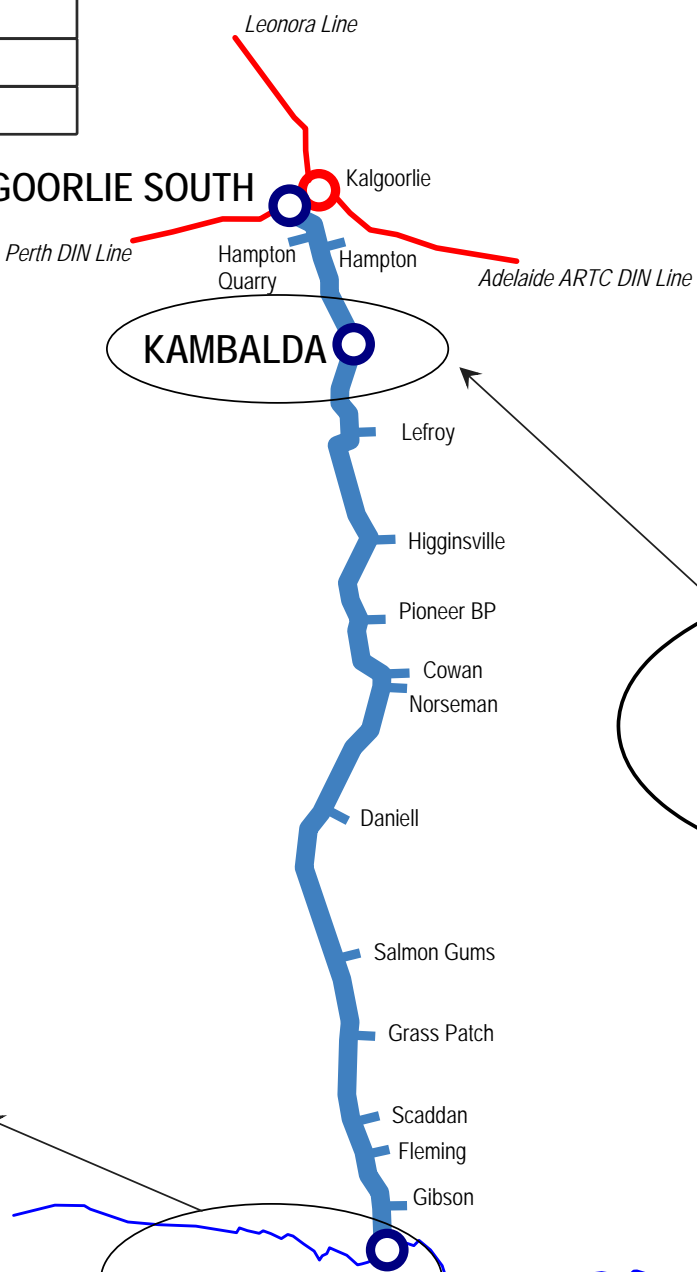 Leonora Line
GOORLIE SOUTH
Kalgoorlie
Perth DIN Line
Hampton
Quarry
Hampton
Adelaide ARTC DIN Line
KAMBALDA
Lefroy
Higginsville
Pioneer BP
Cowan
Norseman
Daniell
Salmon Gums
Grass Patch
Scaddan
Fleming
Gibson